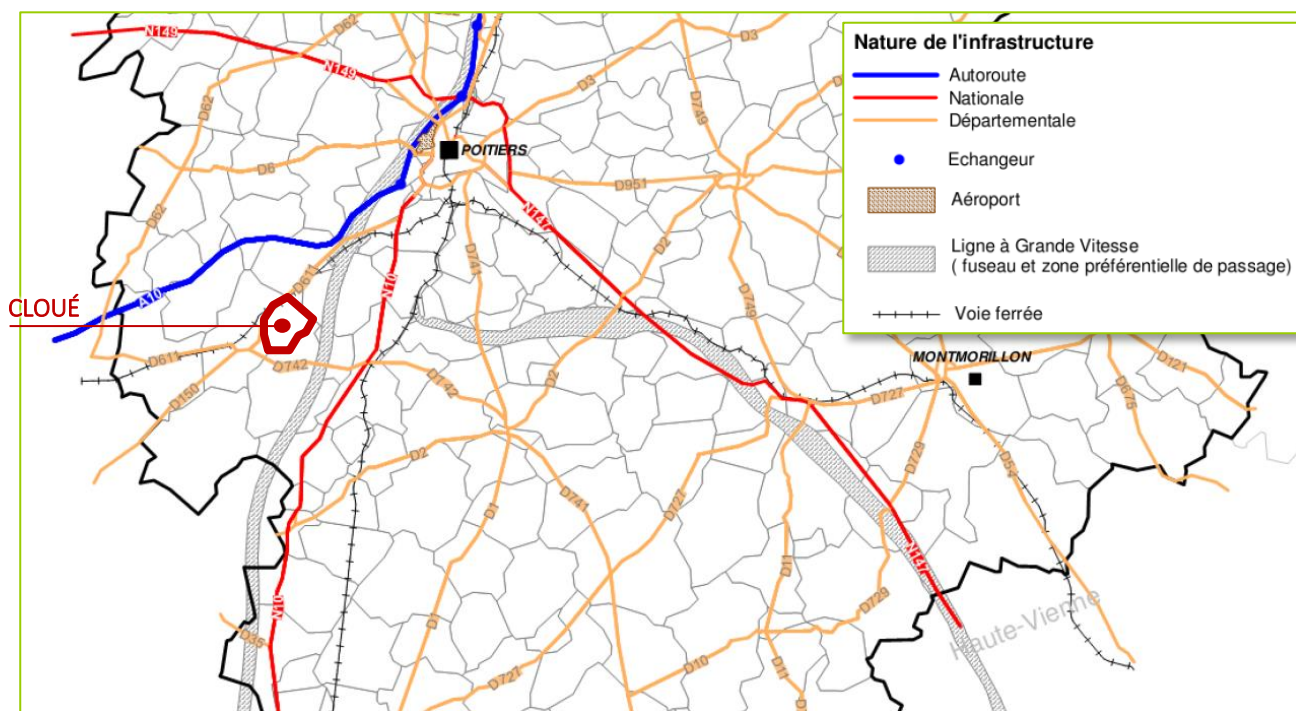 Nature de l'infrastructure
Autoroute
Nationale
Départementale
Echangeur
Aéroport
Ligne à Grande Vitesse
( fuseau et zone préférentielle de passage)
Voie ferrée
N149
D62
D3
N149
D3
D749
D62
POITIERS
D6
D951
D62
N147
D2
D741
D611
A10
N10
D749
CLOUÉ
D611
D742
D742
D2
MONTMORILLON
D121
D150
D727
D675
D2
D729
D54
D741
D727
D1
D11
N147
N10
D1
D729
D35
Haute-Vienne
D727
D10
D11